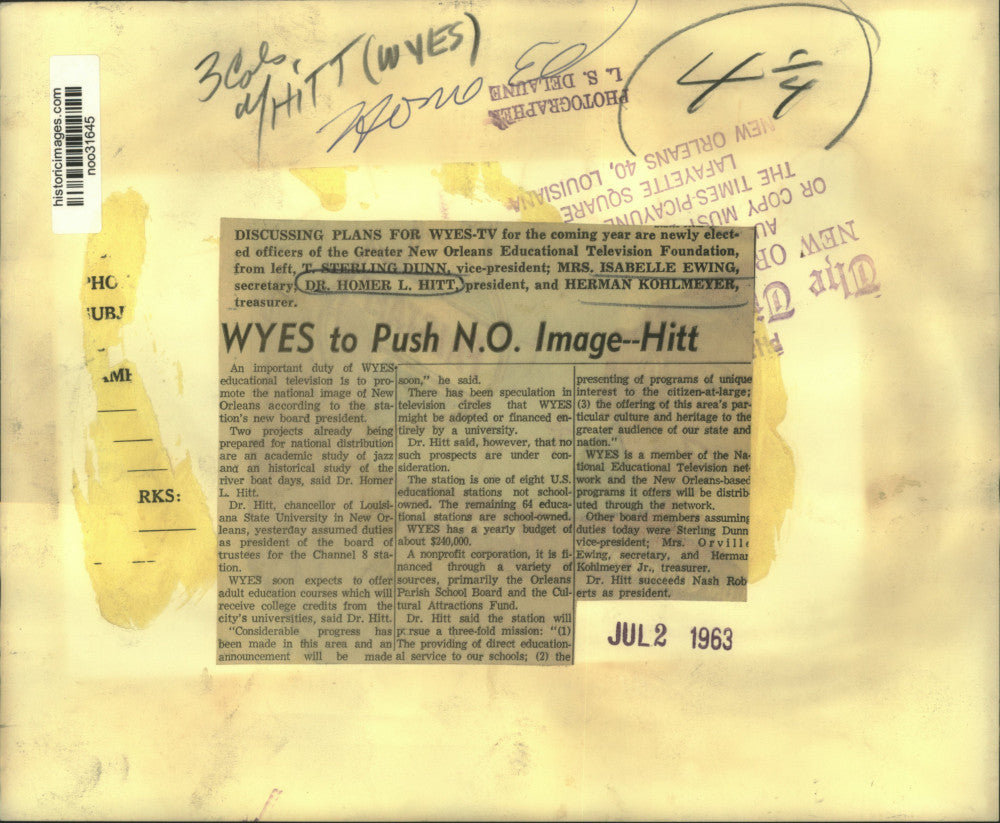 3 Cols.
w/HITT (WYES)
4 - 4
historicimages.com
noo31645
PHOTOGRAPHER
L. S. DELAUNE
NEW ORLEANS 40, LOUISIANA
LAFAYETTE SQUARE
THE TIMES-PICAYUNE
OR COPY MUST
NEW OR
The
DISCUSSING PLANS FOR WYES-TV for the coming year are newly elect-
ed officers of the Greater New Orleans Educational Television Foundation,
from left, T. STERLING DUNN, vice-president; MRS. ISABELLE EWING,
secretary; DR. HOMER L. HITT, president, and HERMAN KOHLMEYER,
treasurer.
WYES to Push N.O. Image--Hitt
An important duty of WYES
educational television is to pro-
mote the national image of New
Orleans according to the sta-
tion's new board president.
Two projects already being
prepared for national distribution
are an academic study of jazz
and an historical study of the
river boat days, said Dr. Homer
L. Hitt.
Dr. Hitt, chancellor of Louisi-
ana State University in New Or-
leans, yesterday assumed duties
as president of the board of
trustees for the Channel 8 sta-
tion.
WYES soon expects to offer
adult education courses which will
receive college credits from the
city's universities, said Dr. Hitt.
"Considerable progress has
been made in this area and an
announcement will be made
soon," he said.
There has been speculation in
television circles that WYES
might be adopted or financed en-
tirely by a university.
Dr. Hitt said, however, that no
such prospects are under con-
sideration.
The station is one of eight U.S.
educational stations not school-
owned. The remaining 64 educa-
tional stations are school-owned.
WYES has a yearly budget of
about $240,000.
A nonprofit corporation, it is fi-
nanced through a variety of
sources, primarily the Orleans
Parish School Board and the Cul-
tural Attractions Fund.
Dr. Hitt said the station will
pursue a three-fold mission: "(1)
The providing of direct education-
al service to our schools; (2) the
presenting of programs of unique
interest to the citizen-at-large;
(3) the offering of this area's par-
ticular culture and heritage to the
greater audience of our state and
nation."
WYES is a member of the Na-
tional Educational Television net-
work and the New Orleans-based
programs it offers will be distrib-
uted through the network.
Other board members assuming
duties today were Sterling Dunn
vice-president; Mrs. Orville
Ewing, secretary, and Herman
Kohlmeyer Jr., treasurer.
Dr. Hitt succeeds Nash Rob
erts as president.
RKS:
JUL 2 1963